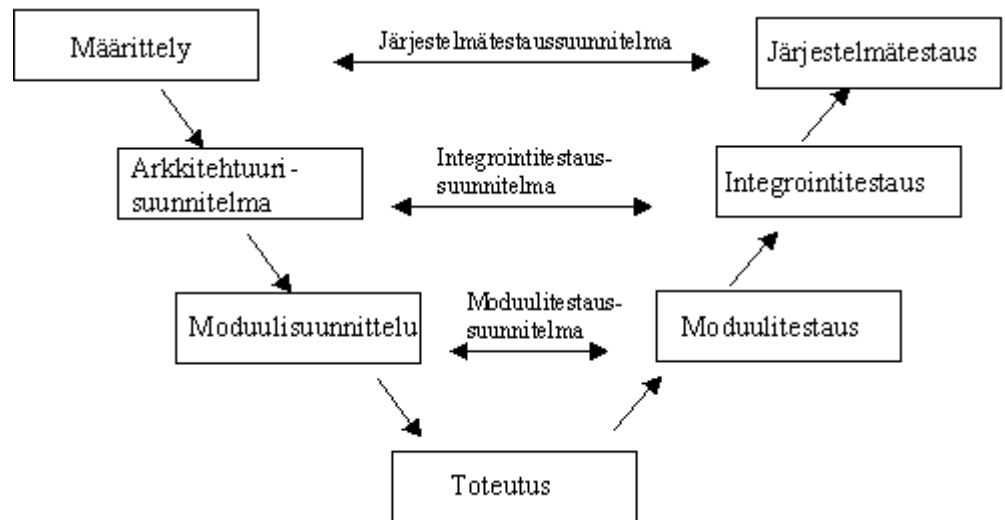 Määrittely
Järjestelmätestaussuunnitelma
Järjestelmätestaus
Arkkitehtuuri-
suunnitelma
Integrointitestaus-
suunnitelma
Integrointitestaus
Moduulisuunnittelu
Moduulitestaus-
suunnitelma
Moduulitestaus
Toteutus